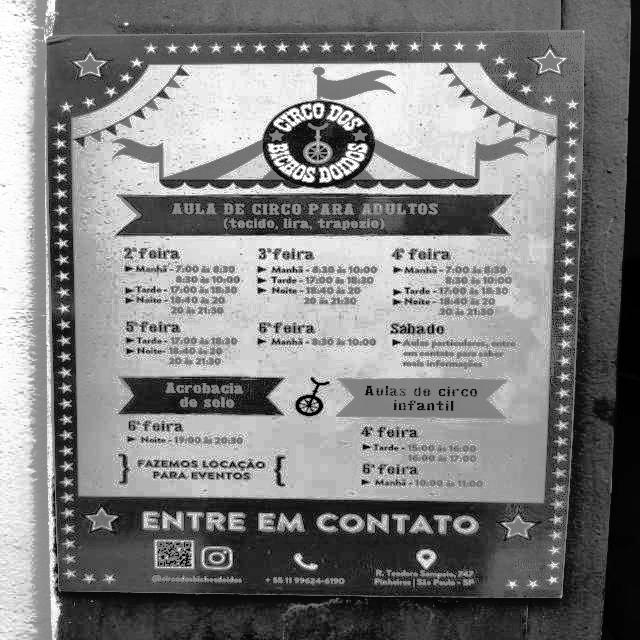 CIRCO DOS
BICHOS DOIDOS
AULA DE CIRCO PARA ADULTOS
(tecido, lira, trapezio)
2ª feira
Manhã - 7:00 às 8:30
8:30 às 10:00
Tarde - 17:00 às 18:30
Noite - 18:40 às 20
20 às 21:30
3ª feira
Manhã - 8:30 às 10:00
Tarde - 17:00 às 18:30
Noite - 18:40 às 20
20 às 21:30
4ª feira
Manhã - 7:00 às 8:30
8:30 às 10:00
Tarde - 17:00 às 18:30
Noite - 18:40 às 20
20 às 21:30
5ª feira
Tarde - 17:00 às 18:30
Noite - 18:40 às 20
20 às 21:30
6ª feira
Manhã - 8:30 às 10:00
Sábado
Aulas particulares, entre
em contato para saber
mais informações
Acrobacia
de solo
6ª feira
Noite - 19:00 às 20:30
FAZEMOS LOCAÇÃO
PARA EVENTOS
Aulas de circo
infantil
4ª feira
Tarde - 15:00 às 16:00
16:00 às 17:00
6ª feira
Manhã - 10:00 às 11:00
ENTRE EM CONTATO
@circodosbichosdoidos
+ 55 11 99624-6190
R. Teodoro Sampaio,
Pinheiros | São Paulo - SP